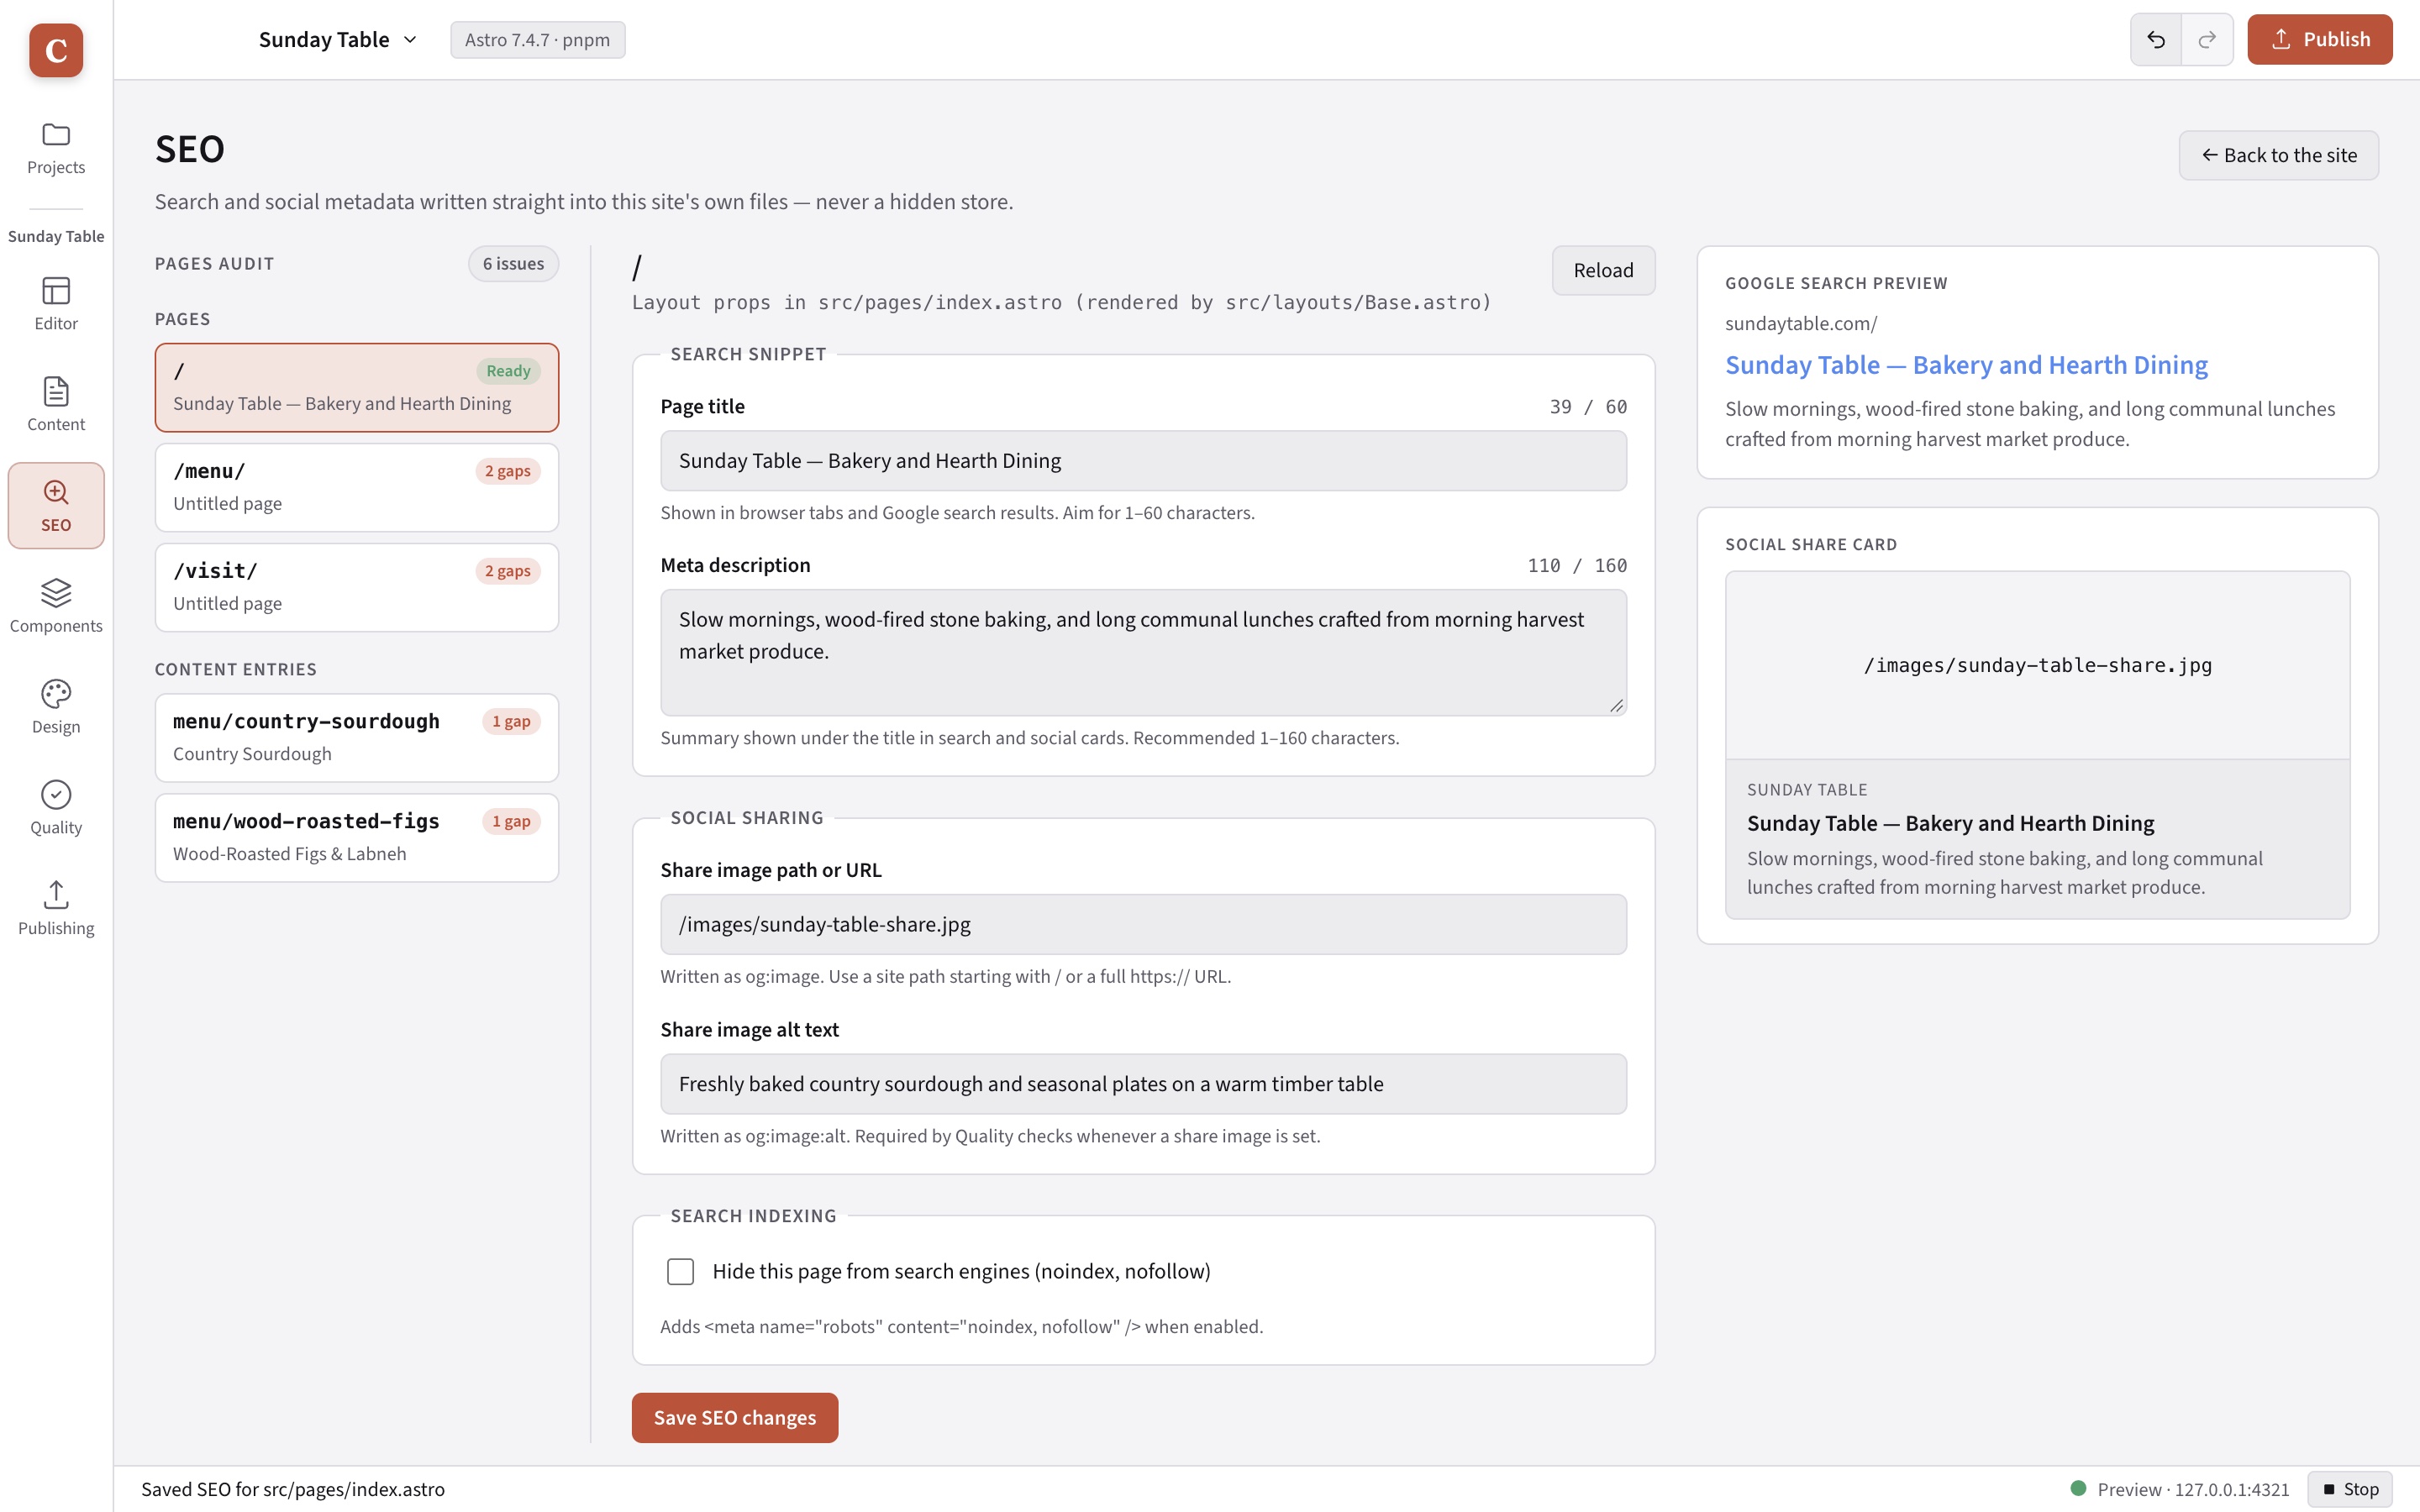 C
Projects
Sunday Table
Editor
Content
SEO
Components
Design
Quality
Publishing
Sunday Table
Astro 7.4.7 · pnpm
Publish
SEO
← Back to the site
Search and social metadata written straight into this site's own files — never a hidden store.
PAGES AUDIT
6 issues
PAGES
/
Ready
Sunday Table — Bakery and Hearth Dining
/menu/
2 gaps
Untitled page
/visit/
2 gaps
Untitled page
CONTENT ENTRIES
menu/country-sourdough
1 gap
Country Sourdough
menu/wood-roasted-figs
1 gap
Wood-Roasted Figs & Labneh
/
Reload
Layout props in src/pages/index.astro (rendered by src/layouts/Base.astro)
SEARCH SNIPPET
Page title
39 / 60
Sunday Table — Bakery and Hearth Dining
Shown in browser tabs and Google search results. Aim for 1–60 characters.
Meta description
110 / 160
Slow mornings, wood-fired stone baking, and long communal lunches crafted from morning harvest
market produce.
Summary shown under the title in search and social cards. Recommended 1–160 characters.
SOCIAL SHARING
Share image path or URL
/images/sunday-table-share.jpg
Written as og:image. Use a site path starting with / or a full https:// URL.
Share image alt text
Freshly baked country sourdough and seasonal plates on a warm timber table
Written as og:image:alt. Required by Quality checks whenever a share image is set.
SEARCH INDEXING
Hide this page from search engines (noindex, nofollow)
Adds <meta name="robots" content="noindex, nofollow" /> when enabled.
Save SEO changes
GOOGLE SEARCH PREVIEW
sundaytable.com/
Sunday Table — Bakery and Hearth Dining
Slow mornings, wood-fired stone baking, and long communal lunches
crafted from morning harvest market produce.
SOCIAL SHARE CARD
/images/sunday-table-share.jpg
SUNDAY TABLE
Sunday Table — Bakery and Hearth Dining
Slow mornings, wood-fired stone baking, and long communal
lunches crafted from morning harvest market produce.
Saved SEO for src/pages/index.astro
Preview · 127.0.0.1:4321
Stop